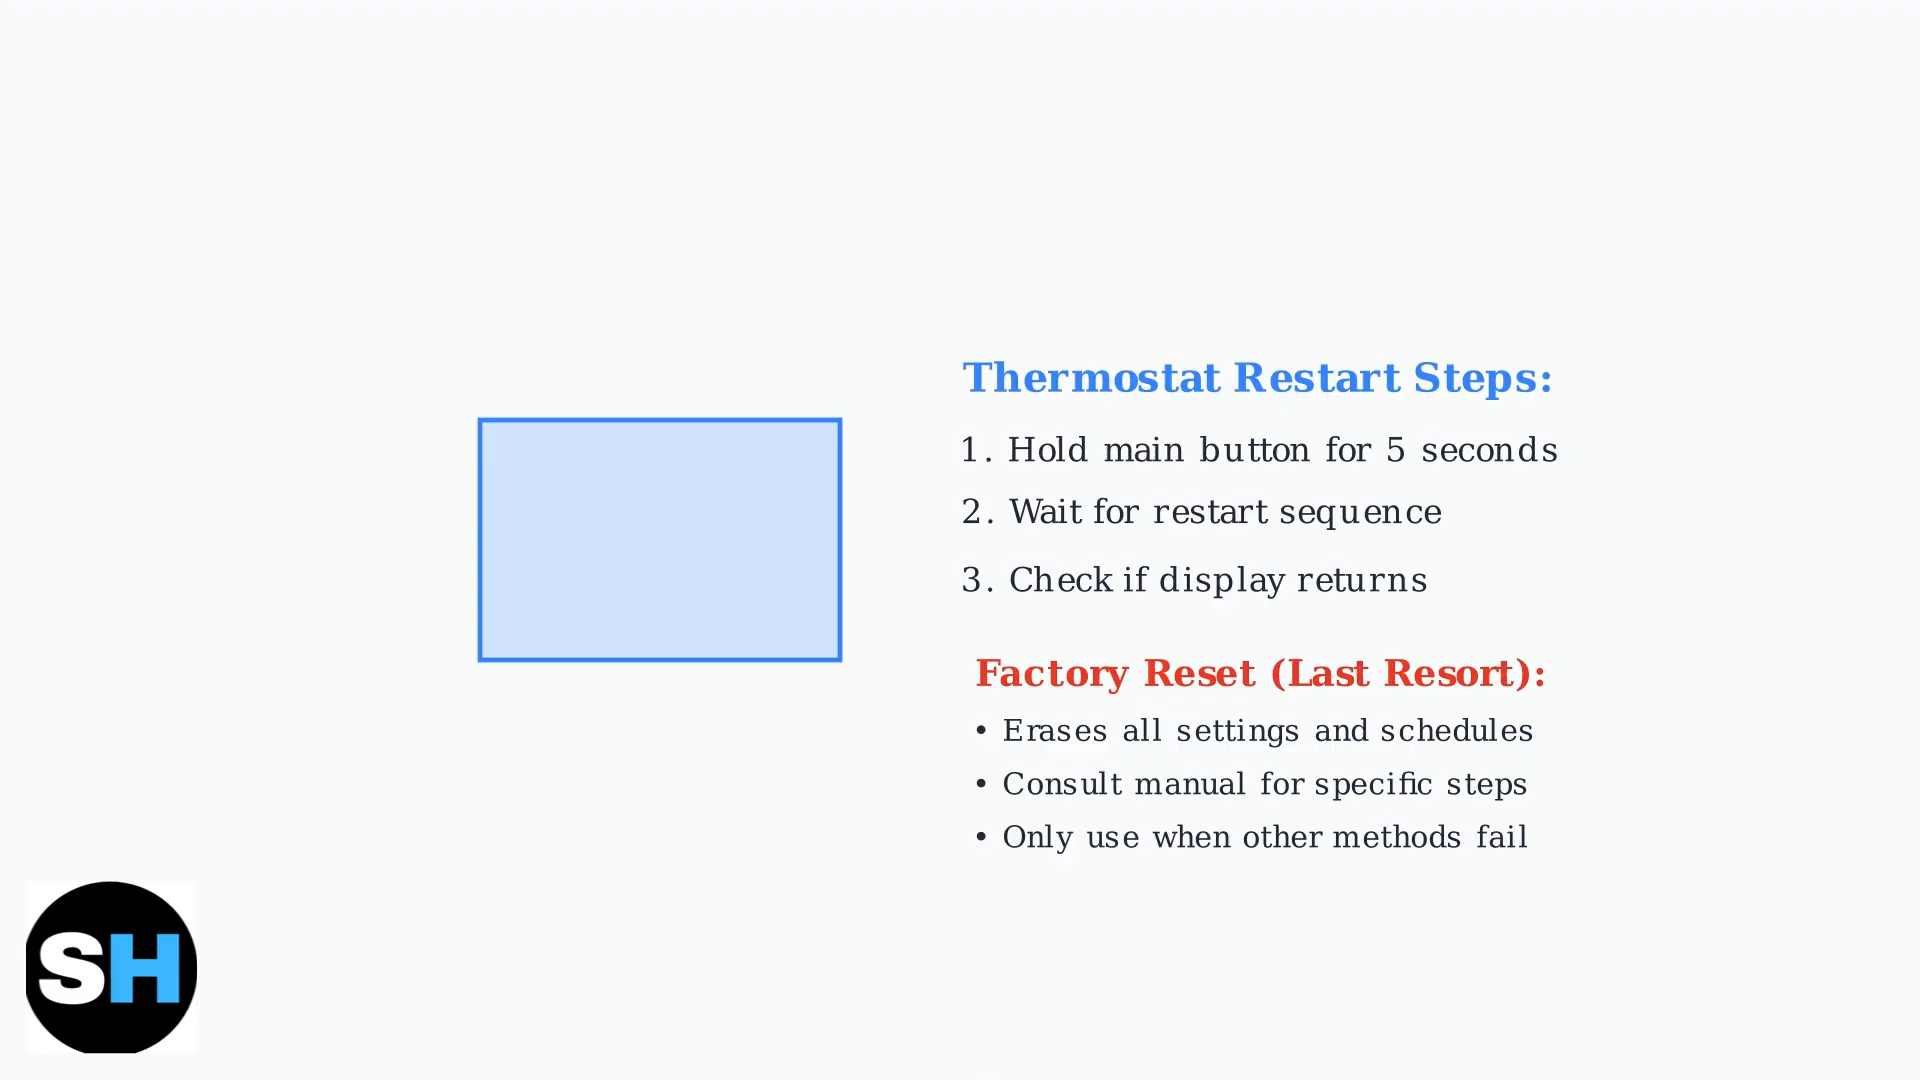 Thermostat Restart Steps:
1. Hold main button for 5 seconds
2. Wait for restart sequence
3. Check if display returns
Factory Reset (Last Resort):
• Erases all settings and schedules
• Consult manual for specific steps
• Only use when other methods fail
SH